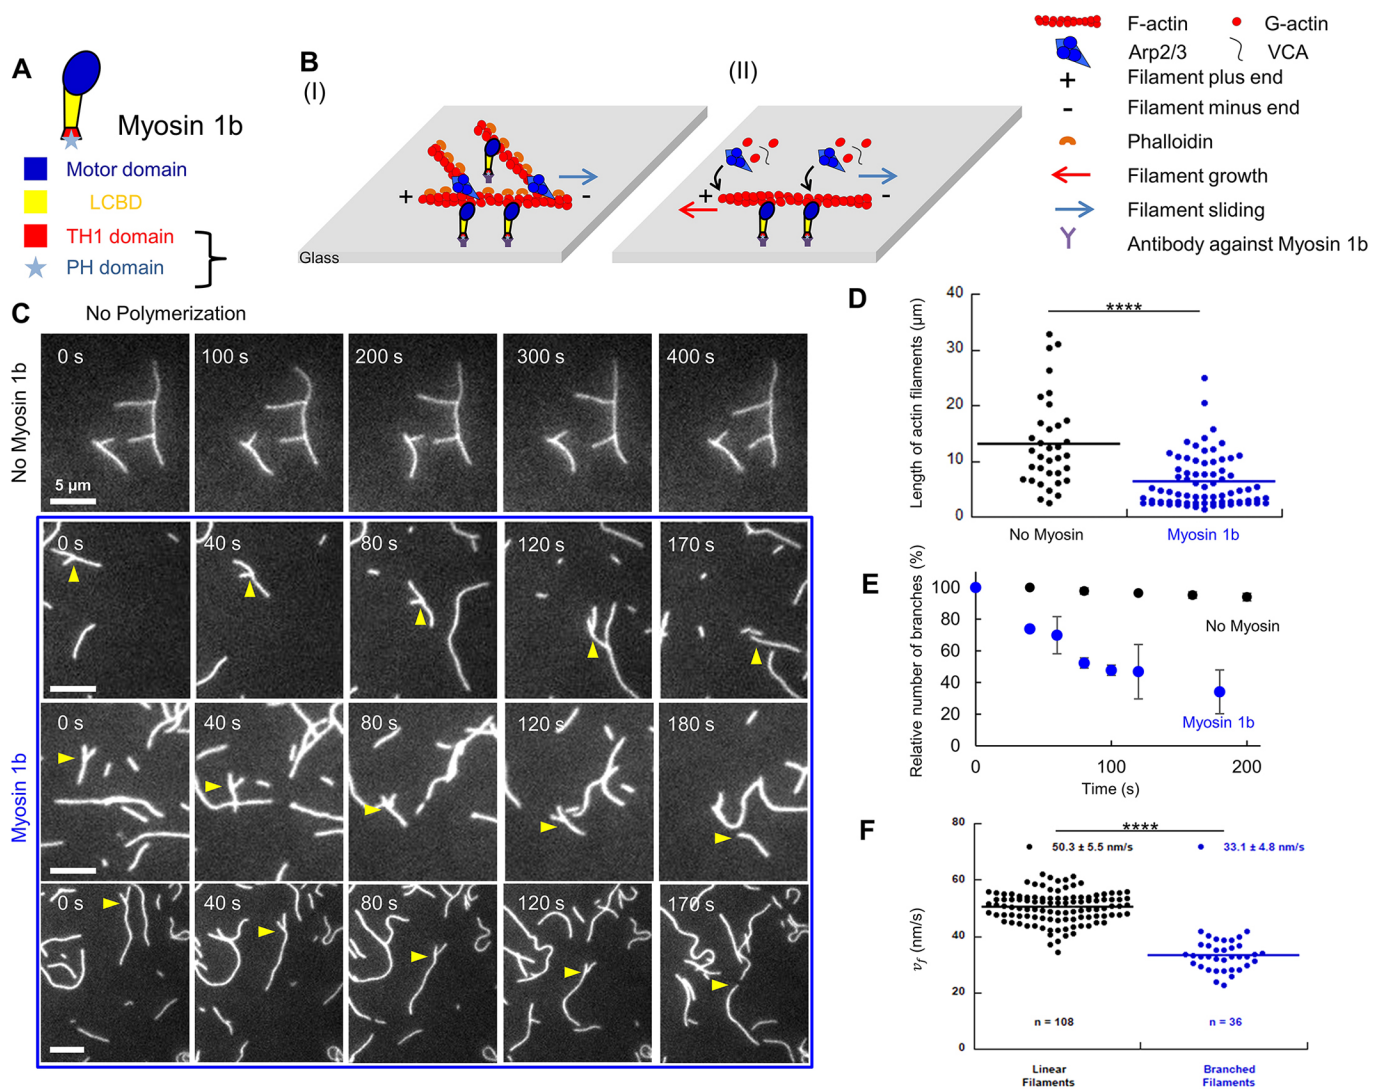 A
Myosin 1b
Motor domain
LCBD
TH1 domain
PH domain
B
(I)
(II)
+
-
+
-
Glass
F-actin
G-actin
Arp2/3
VCA
+
Filament plus end
-
Filament minus end
Phalloidin
Filament growth
Filament sliding
Antibody against Myosin 1b
C
No Polymerization
No Myosin 1b
0 s
100 s
200 s
300 s
400 s
5 µm
Myosin 1b
0 s
40 s
80 s
120 s
170 s
0 s
40 s
80 s
120 s
180 s
0 s
40 s
80 s
120 s
170 s
D
Length of actin filaments (µm)
40
30
20
10
0
****
No Myosin
Myosin 1b
E
Relative number of branches (%)
100
80
60
40
20
0
No Myosin
Myosin 1b
0
100
200
Time (s)
F
vf (nm/s)
80
60
40
20
0
****
50.3 ± 5.5 nm/s
33.1 ± 4.8 nm/s
n = 108
n = 36
Linear
Filaments
Branched
Filaments